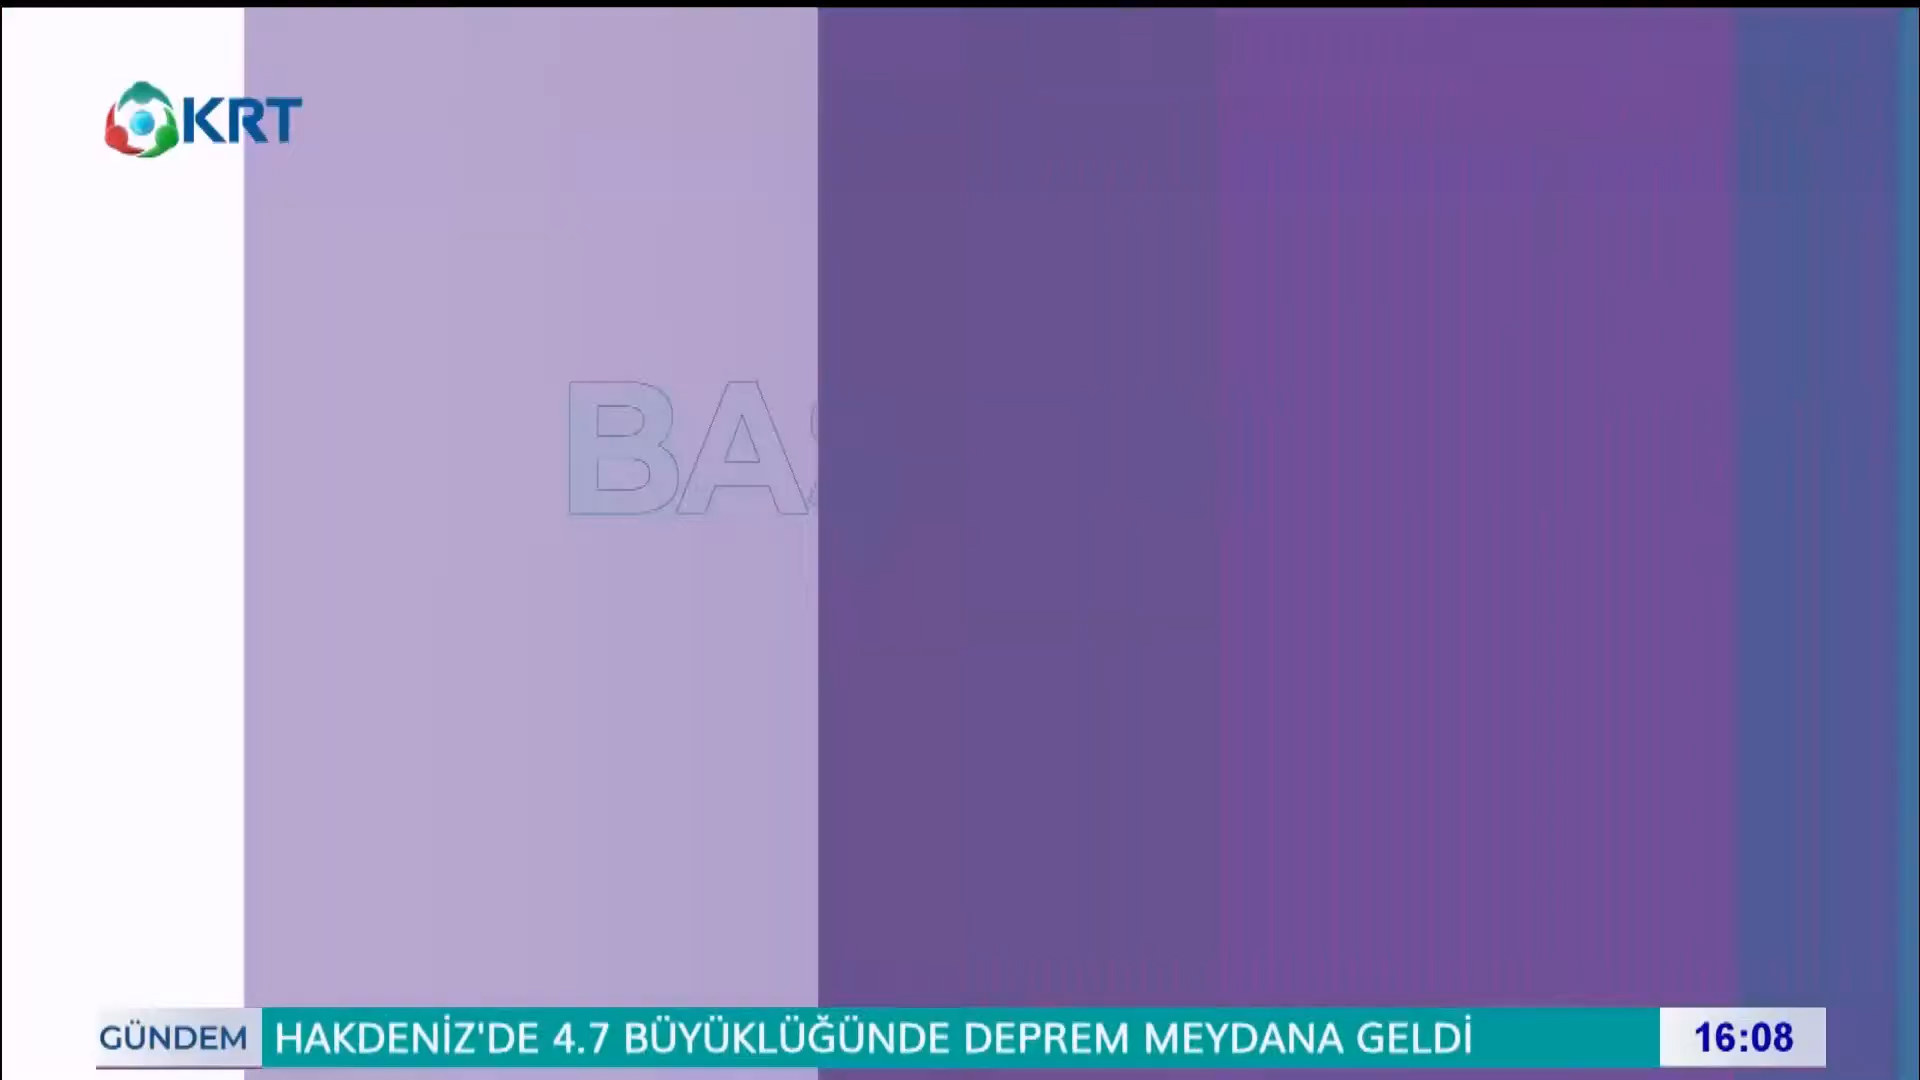 KRT
BA
GÜNDEM HAKDENİZ'DE 4.7 BÜYÜKLÜĞÜNDE DEPREM MEYDANA GELDİ 16:08